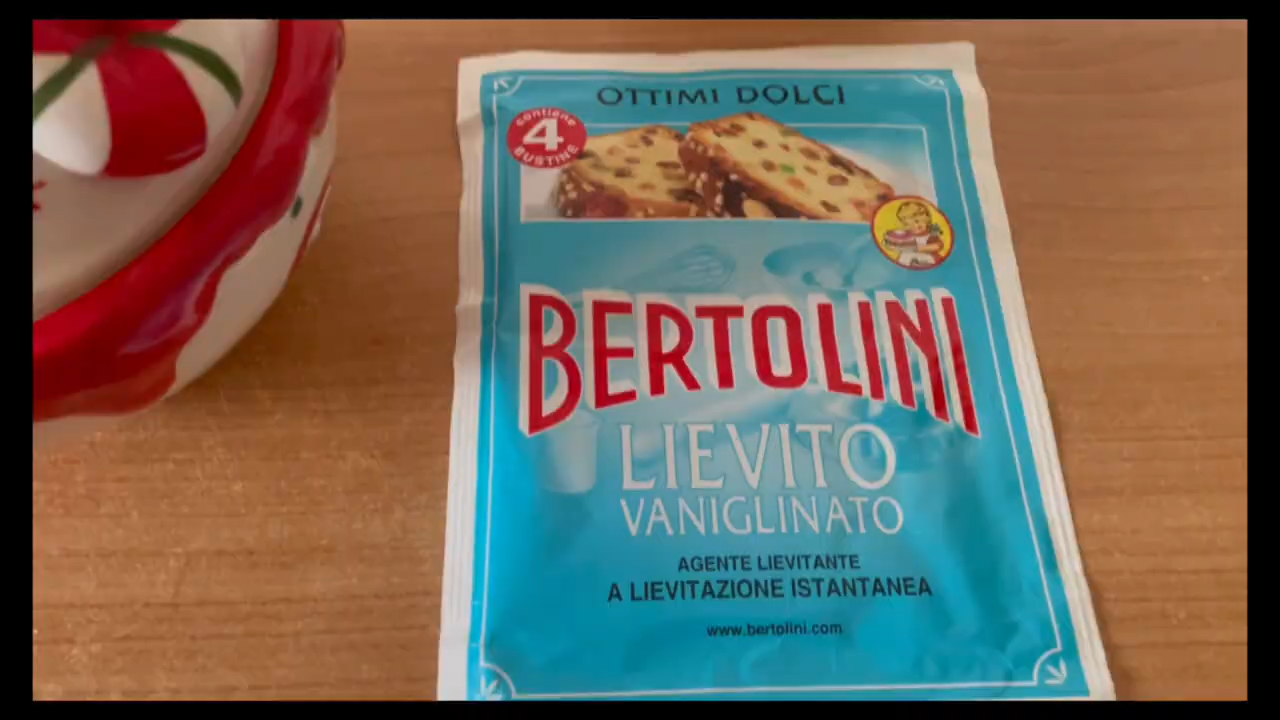 OTTIMI DOLCI
contiene
4
BUSTINE
BERTOLINI
LIEVITO
VANIGLINATO
AGENTE LIEVITANTE
A LIEVITAZIONE ISTANTANEA
www.bertolini.com